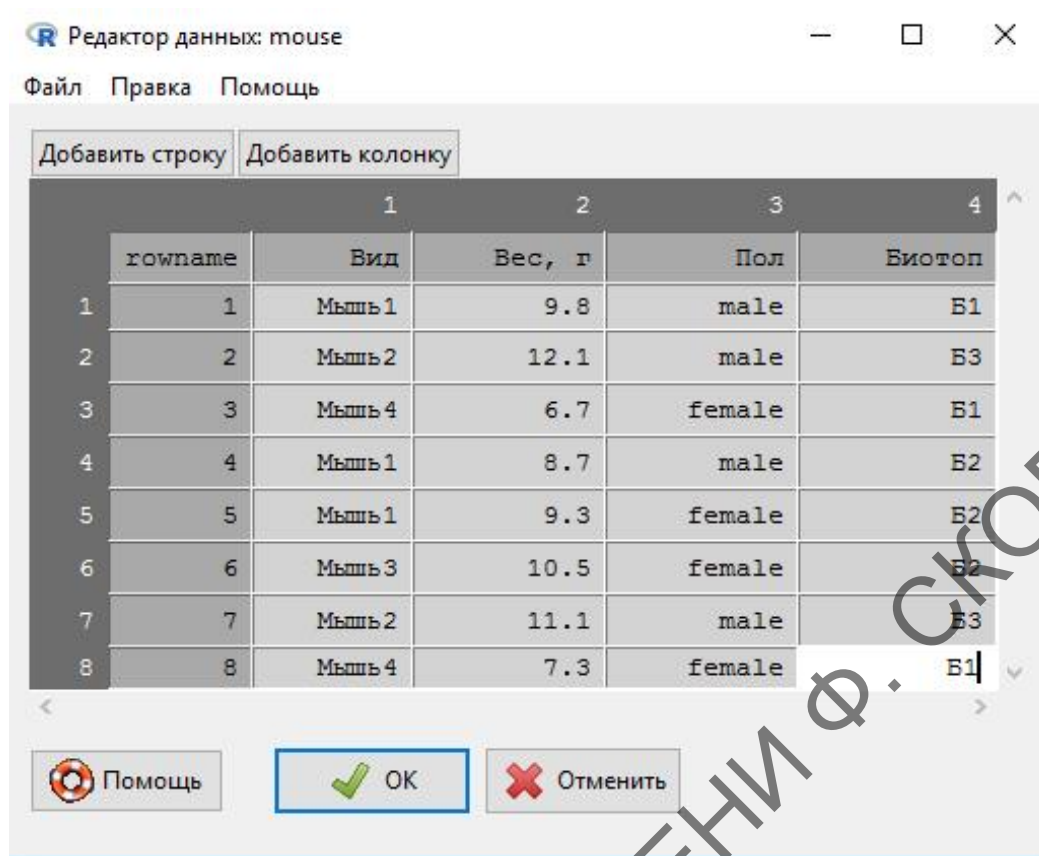 R Редактор данных: mouse
Файл Правка Помощь
Добавить строку Добавить колонку
1 2 3 4
rowname Вид Вес, г Пол Биотоп
1 1 Мышь1 9.8 male Б1
2 2 Мышь2 12.1 male Б3
3 3 Мышь4 6.7 female Б1
4 4 Мышь1 8.7 male Б2
5 5 Мышь1 9.3 female Б2
6 6 Мышь3 10.5 female Б2
7 7 Мышь2 11.1 male Б3
8 8 Мышь4 7.3 female Б1
Помощь ОК Отменить
Ф.